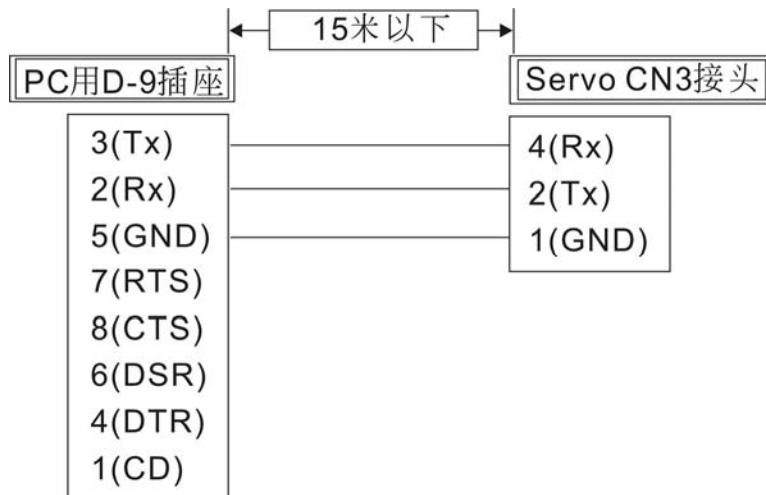 15米以下
PC用D-9插座
Servo CN3接头
3(Tx)
2(Rx)
5(GND)
7(RTS)
8(CTS)
6(DSR)
4(DTR)
1(CD)
4(Rx)
2(Tx)
1(GND)